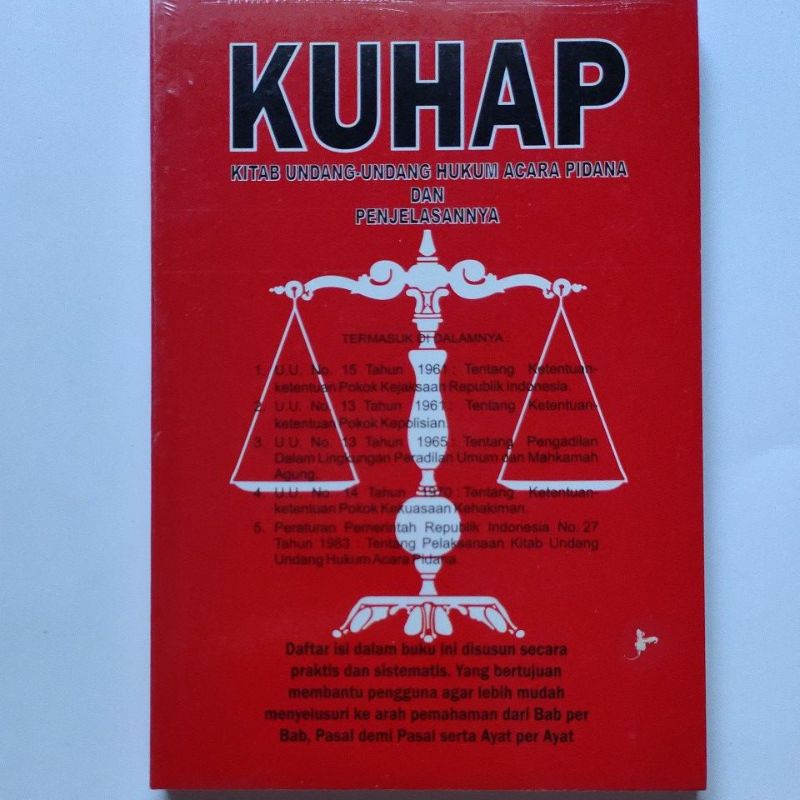 KUHAP
KITAB UNDANG-UNDANG HUKUM ACARA PIDANA
DAN
PENJELASANNYA
TERMASUK DI DALAMNYA :
1. U.U. No. 15 Tahun 1961 : Tentang Ketentuan-
ketentuan Pokok Kejaksaan Republik indonesia.
2. U.U. No. 13 Tahun 1961 : Tentang Ketentuan-
ketentuan Pokok Kepolisian.
3. U.U. No. 13 Tahun 1965 : Tentang Pengadilan
Dalam Lingkungan Peradilan Umum dan Mahkamah
Agung.
4. U.U No 14 Tahun 1970 : Tentang Ketentuan-
ketentuan Pokok Kekuasaan Kehakiman.
5. Peraturan Pemerintah Republik Indonesia No. 27
Tahun 1983 : Tentang Pelaksanaan Kitab Undang
Undang Hukum Acara Pidana.
Daftar isi dalam buku ini disusun secara
praktis dan sistematis. Yang bertujuan
membantu pengguna agar lebih mudah
menyelusuri ke arah pemahaman dari Bab per
Bab, Pasal demi Pasal serta Ayat per Ayat